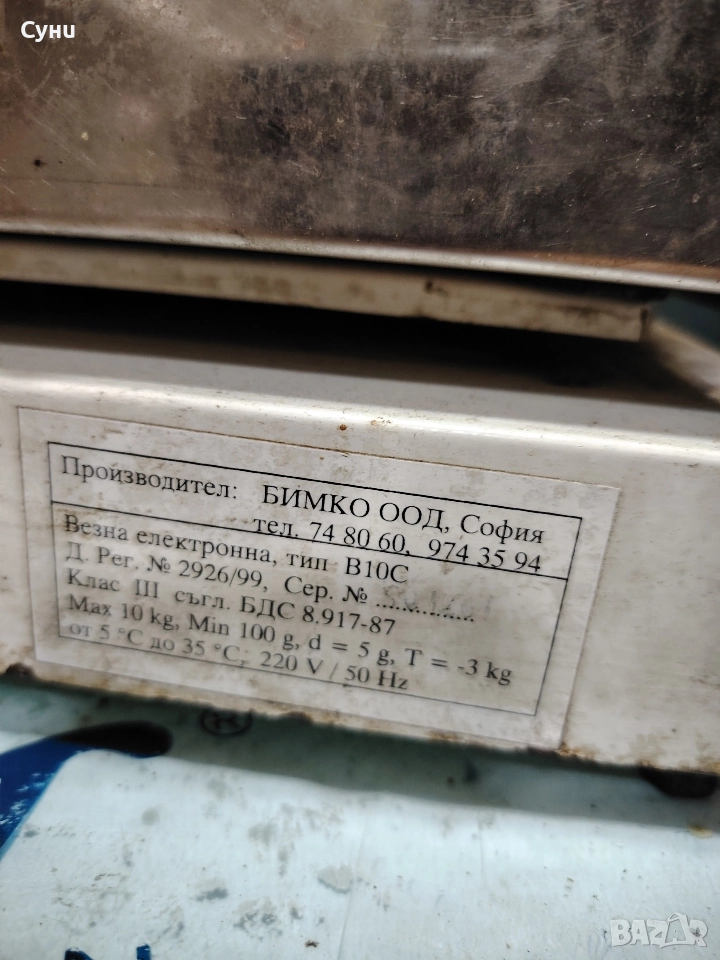 Суни
Производител: БИМКО ООД, София
тел. 74 80 60, 974 35 94
Везна електронна, тип В10С
Д. Рег. № 2926/99, Сер. № ..............
Клас III съгл. БДС 8.917-87
Max 10 kg, Min 100 g, d = 5 g, T = -3 kg
от 5 °C до 35 °C, 220 V / 50 Hz
®
BAZAR